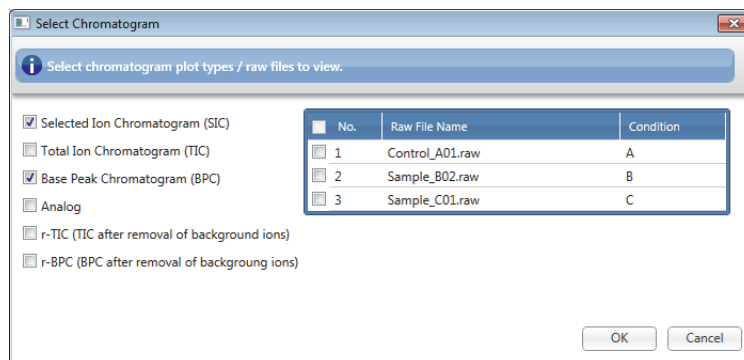 Select Chromatogram
Select chromatogram plot types / raw files to view.
Selected Ion Chromatogram (SIC)
Total Ion Chromatogram (TIC)
Base Peak Chromatogram (BPC)
Analog
r-TIC (TIC after removal of background ions)
r-BPC (BPC after removal of backgroung ions)
No. Raw File Name Condition
1 Control_A01.raw A
2 Sample_B02.raw B
3 Sample_C01.raw C
OK Cancel